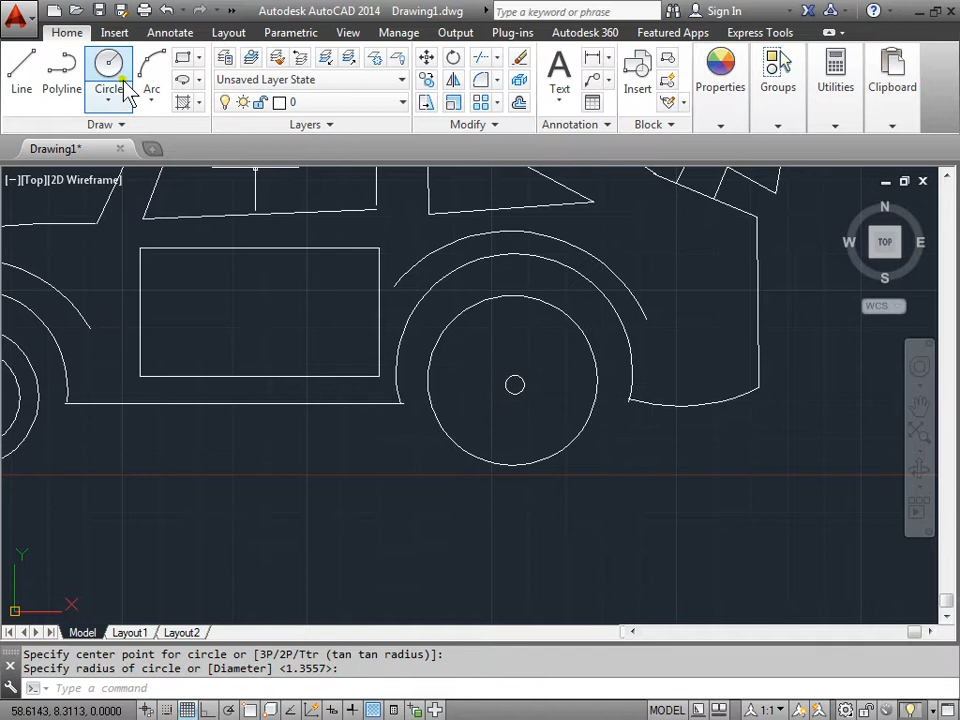 Autodesk AutoCAD 2014 Drawing1.dwg Type a keyword or phrase Sign In
Home Insert Annotate Layout Parametric View Manage Output Plug-ins Autodesk 360 Featured Apps Express Tools
Line Polyline Circle Arc Unsaved Layer State 0 Text Insert Properties Groups Utilities Clipboard
Draw Layers Modify Annotation Block
Drawing1*
[–][Top][2D Wireframe]
N
W TOP E
S
WCS
Y
X
Model Layout1 Layout2
Specify center point for circle or [3P/2P/Ttr (tan tan radius)]:
Specify radius of circle or [Diameter] <1.3557>:
Type a command
58.6143, 8.3113, 0.0000 MODEL 1:1